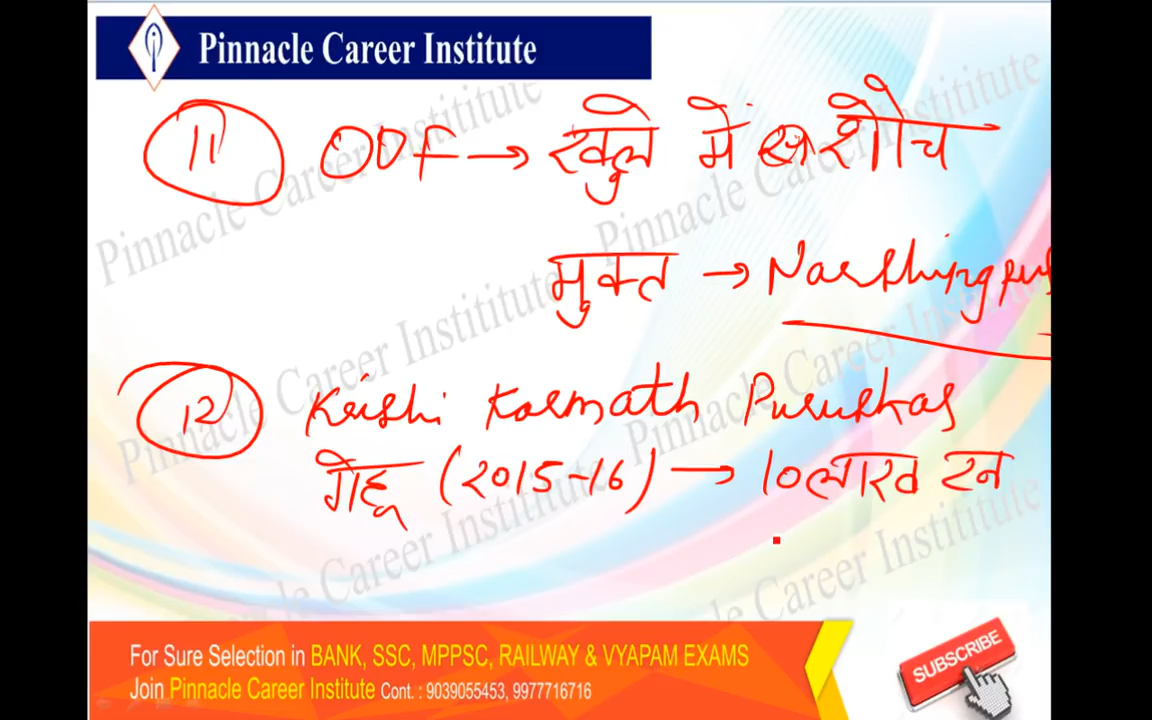 Pinnacle Career Institute
11 ODF → खुले में शौच
मुक्त → Narshingpur
12 Krishi Karmath Puruskar
गेहू (2015-16) → 10 लाख टन
For Sure Selection in BANK, SSC, MPPSC, RAILWAY & VYAPAM EXAMS
Join Pinnacle Career Institute Cont. : 9039055453, 9977716716
SUBSCRIBE